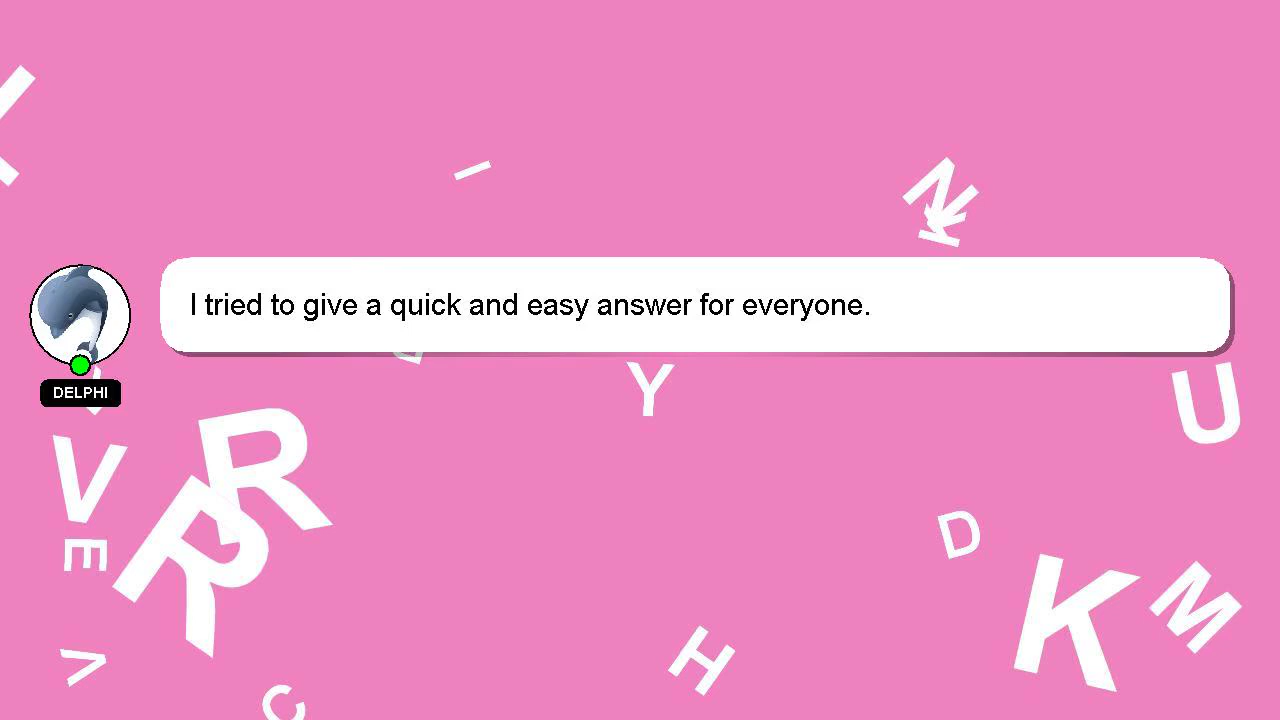 I
N
K
I tried to give a quick and easy answer for everyone.
DELPHI
Y
U
V
R
E
R
D
K
M
V
H
C